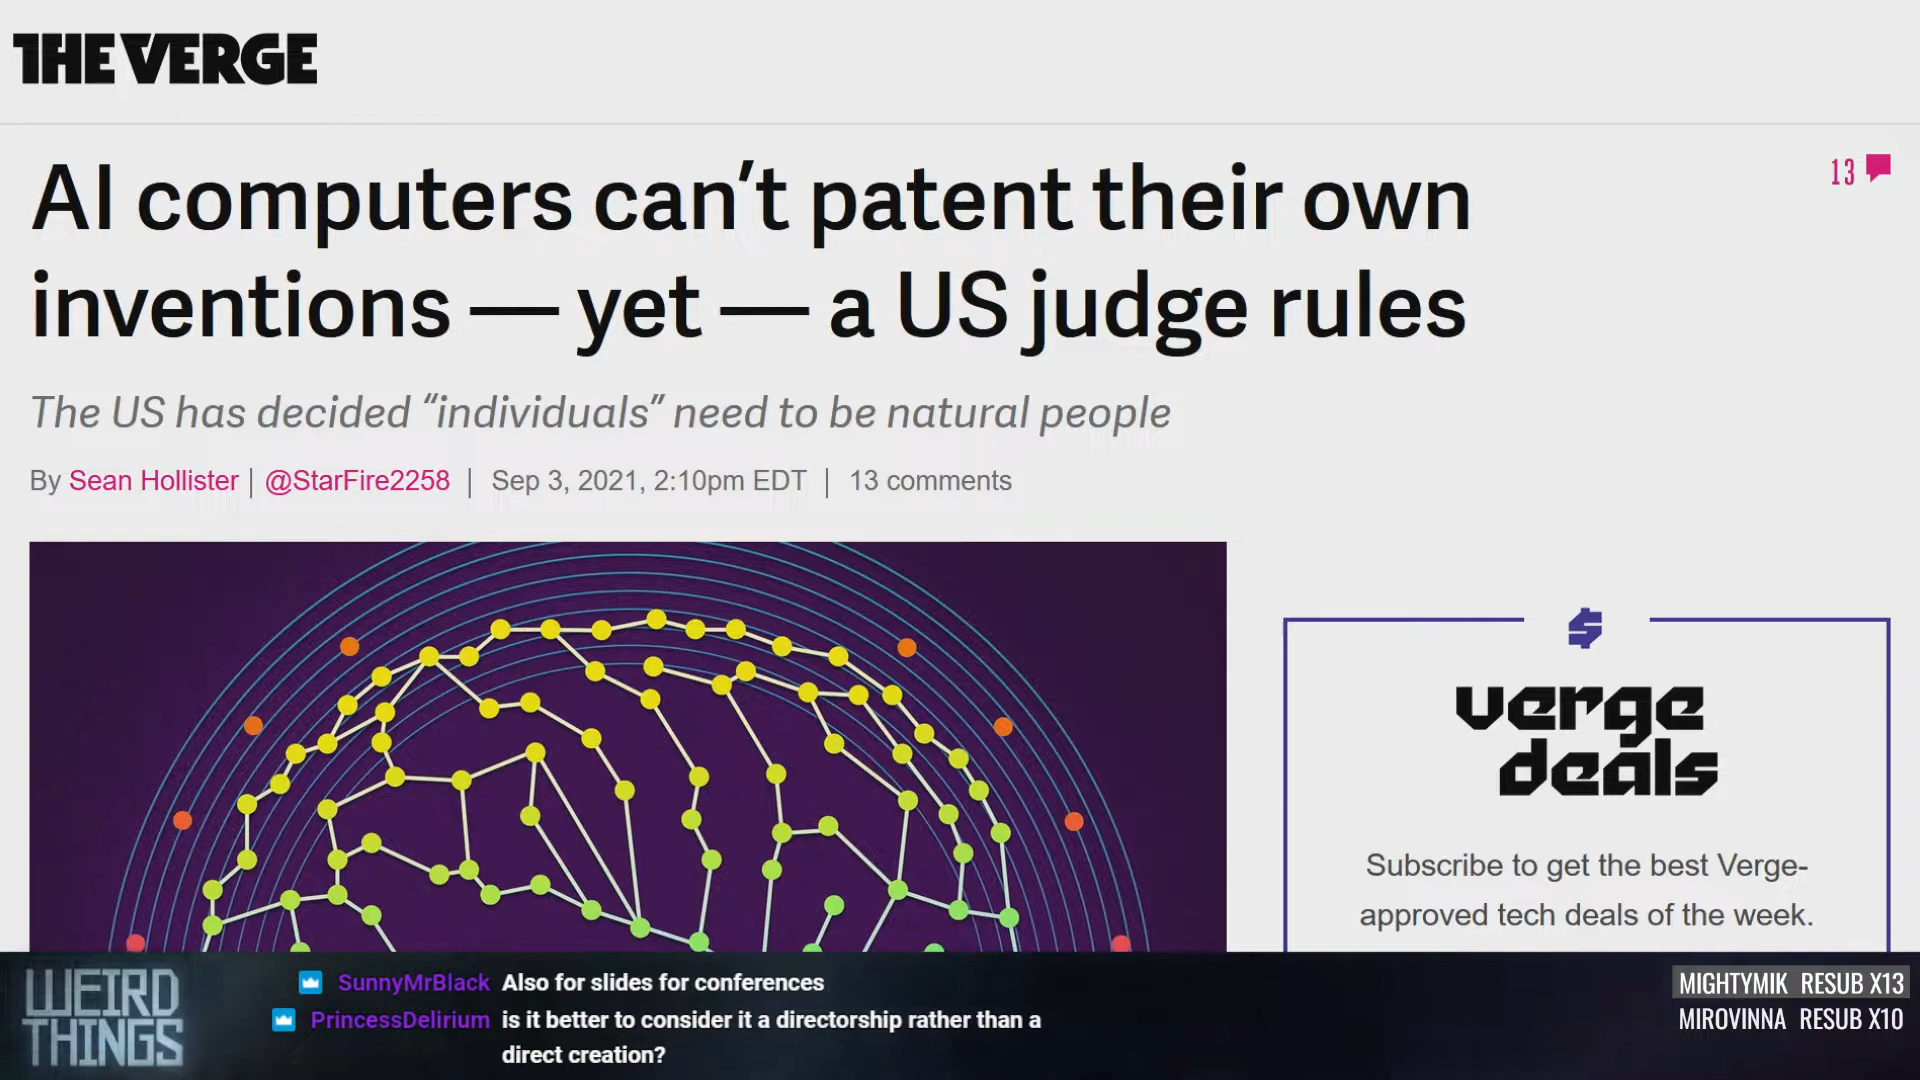 THE VERGE
AI computers can’t patent their own
inventions — yet — a US judge rules
13
The US has decided “individuals” need to be natural people
By Sean Hollister | @StarFire2258 | Sep 3, 2021, 2:10pm EDT | 13 comments
verge
deals
Subscribe to get the best Verge-
approved tech deals of the week.
WEIRD
THINGS
SunnyMrBlack Also for slides for conferences
PrincessDelirium is it better to consider it a directorship rather than a
direct creation?
MIGHTYMIK RESUB X13
MIROVINNA RESUB X10